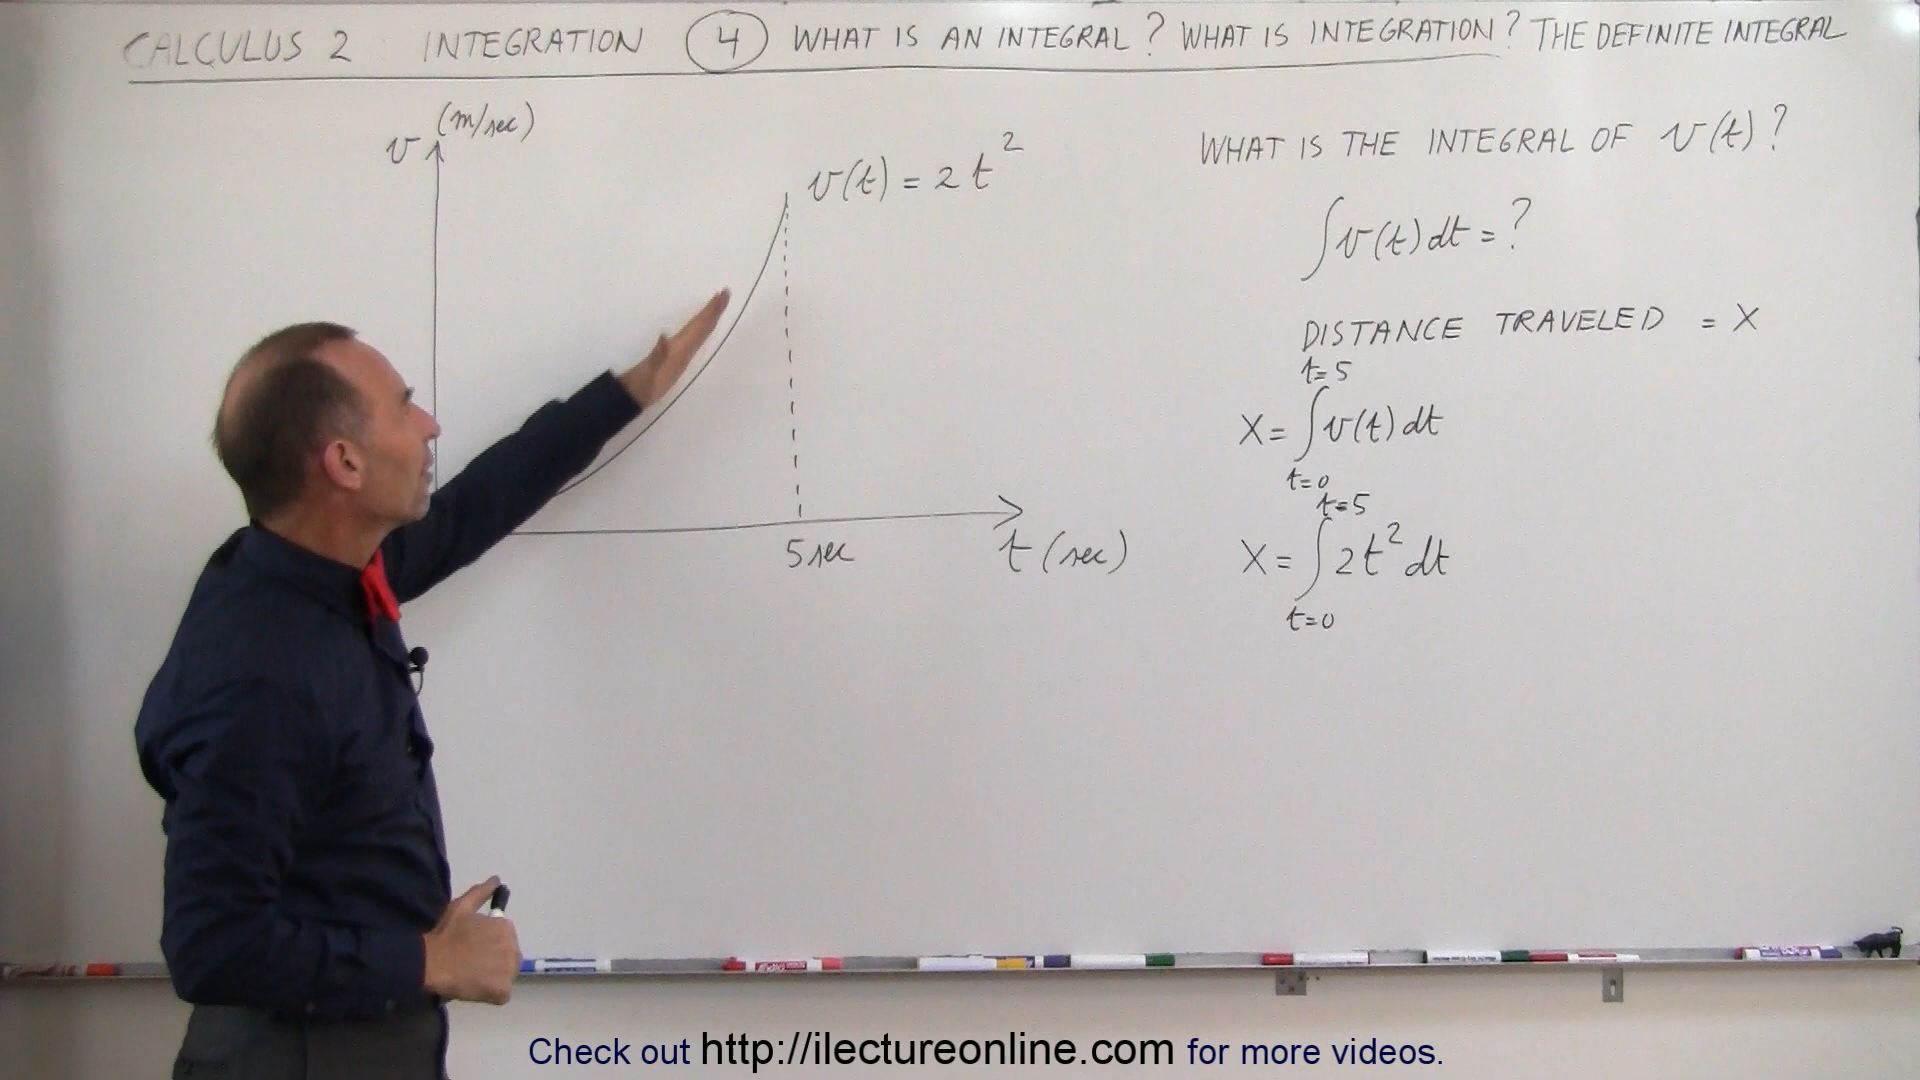 CALCULUS 2 INTEGRATION 4 WHAT IS AN INTEGRAL? WHAT IS INTEGRATION? THE DEFINITE INTEGRAL
v (m/sec)
v(t) = 2t²
5 sec
t (sec)
WHAT IS THE INTEGRAL OF v(t)?
∫v(t)dt = ?
DISTANCE TRAVELED = X
t=5
X = ∫v(t)dt
t=0
t=5
X = ∫2t²dt
t=0
Check out http://ilectureonline.com for more videos.